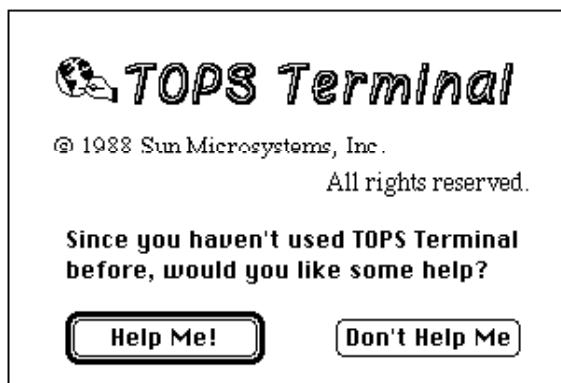 TOPS Terminal
© 1988 Sun Microsystems, Inc.
All rights reserved.
Since you haven't used TOPS Terminal
before, would you like some help?
Help Me!
Don't Help Me